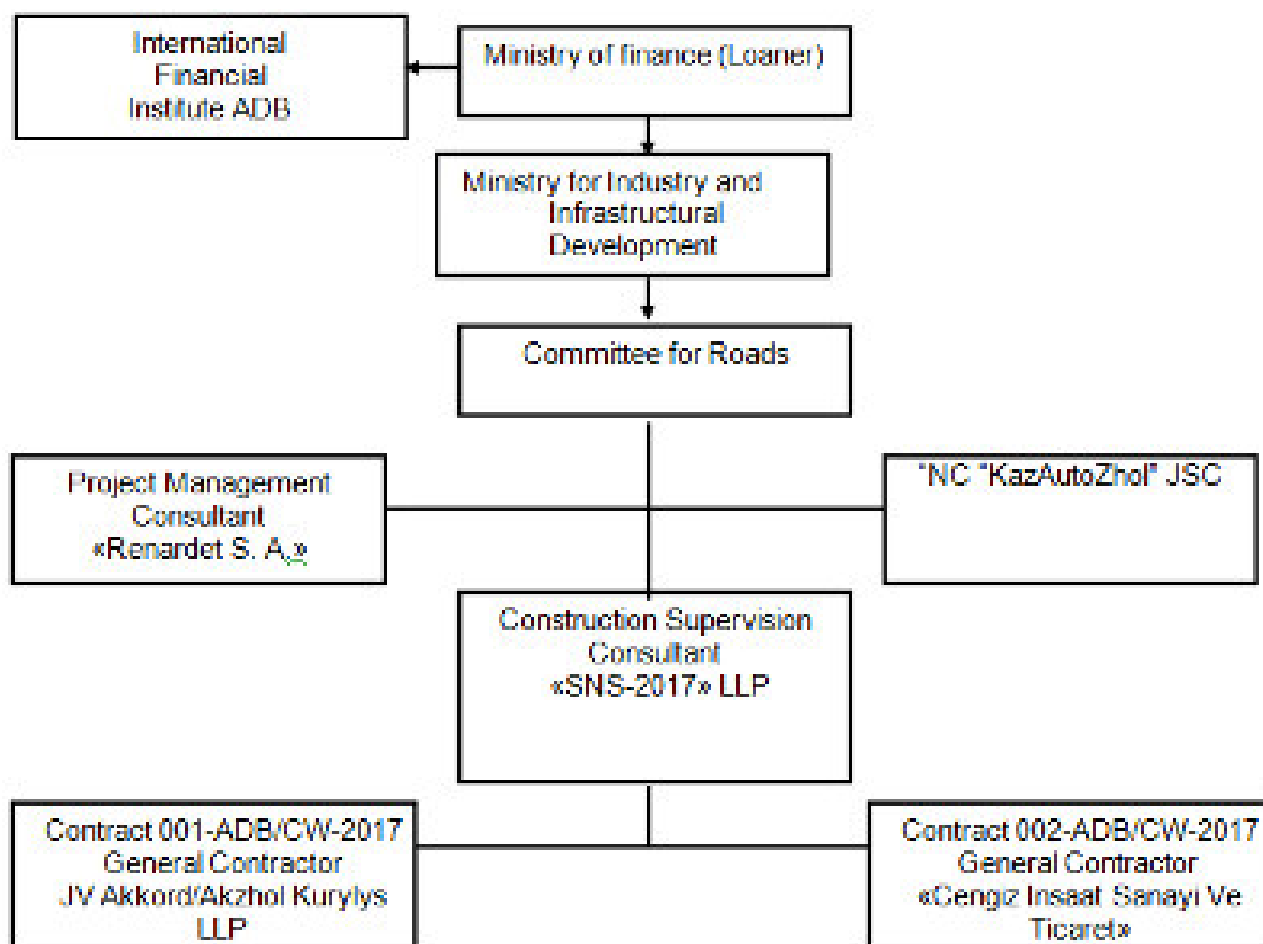 International
Financial
Institute ADB
Ministry of finance (Loaner)
Ministry for Industry and
Infrastructural
Development
Committee for Roads
Project Management
Consultant
«Renardet S. A.»
"NC "KazAutoZhol" JSC
Construction Supervision
Consultant
«SNS-2017» LLP
Contract 001-ADB/CW-2017
General Contractor
JV Akkord/Akzhol Kurylys
LLP
Contract 002-ADB/CW-2017
General Contractor
«Cengiz Insaat Sanayi Ve
Ticaret»